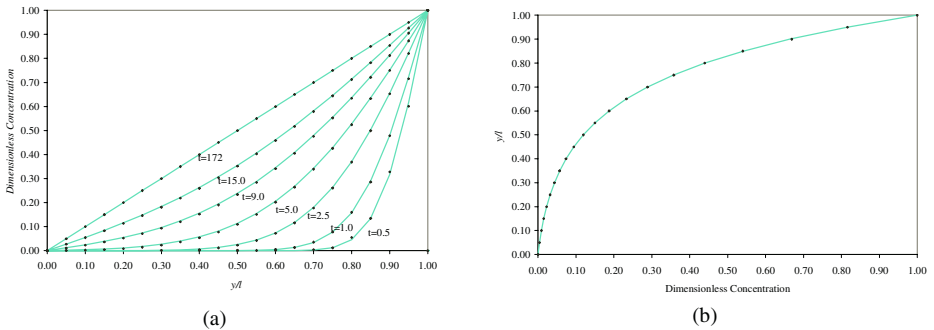 1.00
0.90
0.80
0.70
0.60
0.50
0.40
0.30
0.20
0.10
0.00
Dimensionless Concentration
t=172
t=15.0
t=9.0
t=5.0
t=2.5
t=1.0
t=0.5
0.00 0.10 0.20 0.30 0.40 0.50 0.60 0.70 0.80 0.90 1.00
y/l
(a)
1.00
0.90
0.80
0.70
0.60
0.50
0.40
0.30
0.20
0.10
0.00
y/l
0.00 0.10 0.20 0.30 0.40 0.50 0.60 0.70 0.80 0.90 1.00
Dimensionless Concentration
(b)